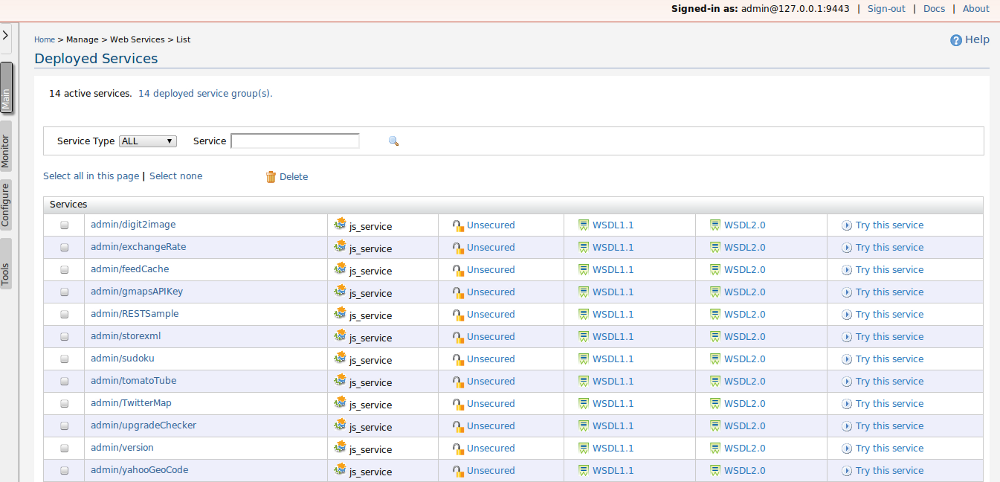 Signed-in as: admin@127.0.0.1:9443 | Sign-out | Docs | About
Home > Manage > Web Services > List
Help
Deployed Services
Main
Monitor
Configure
Tools
14 active services. 14 deployed service group(s).
Service Type ALL Service
Select all in this page | Select none Delete
Services
admin/digit2image js_service Unsecured WSDL1.1 WSDL2.0 Try this service
admin/exchangeRate js_service Unsecured WSDL1.1 WSDL2.0 Try this service
admin/feedCache js_service Unsecured WSDL1.1 WSDL2.0 Try this service
admin/gmapsAPIKey js_service Unsecured WSDL1.1 WSDL2.0 Try this service
admin/RESTSample js_service Unsecured WSDL1.1 WSDL2.0 Try this service
admin/storexml js_service Unsecured WSDL1.1 WSDL2.0 Try this service
admin/sudoku js_service Unsecured WSDL1.1 WSDL2.0 Try this service
admin/tomatoTube js_service Unsecured WSDL1.1 WSDL2.0 Try this service
admin/TwitterMap js_service Unsecured WSDL1.1 WSDL2.0 Try this service
admin/upgradeChecker js_service Unsecured WSDL1.1 WSDL2.0 Try this service
admin/version js_service Unsecured WSDL1.1 WSDL2.0 Try this service
admin/yahooGeoCode js_service Unsecured WSDL1.1 WSDL2.0 Try this service